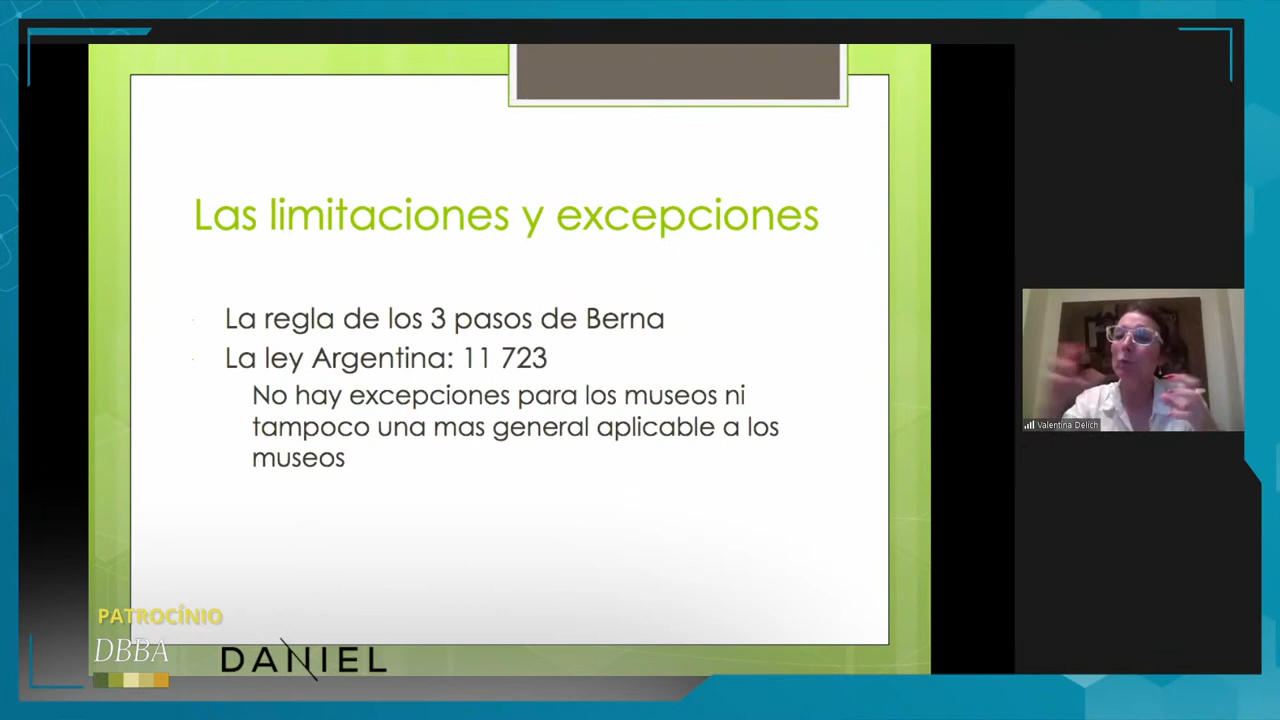 Las limitaciones y excepciones
La regla de los 3 pasos de Berna
La ley Argentina: 11 723
No hay excepciones para los museos ni
tampoco una mas general aplicable a los
museos
Valentina Delich
PATROCÍNIO
DBBA
DANIEL